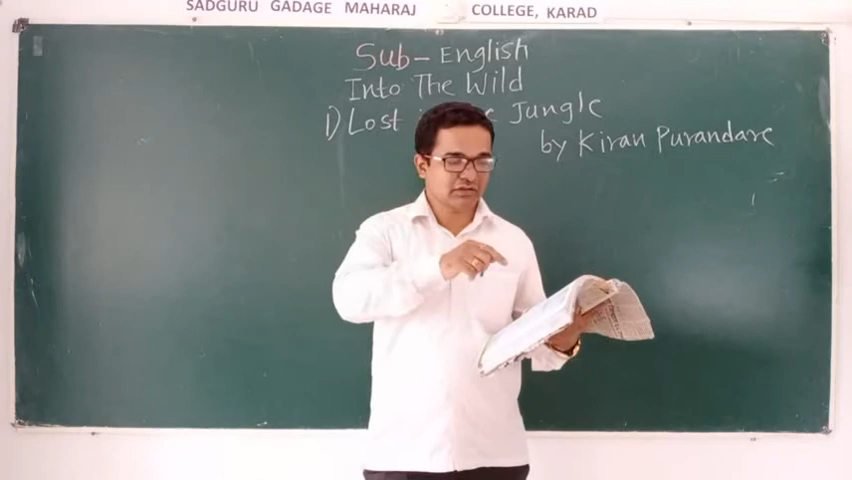 SADGURU GADAGE MAHARAJ COLLEGE, KARAD
Sub - English
Into The Wild
1) Lost Jungle
by Kiran Purandare